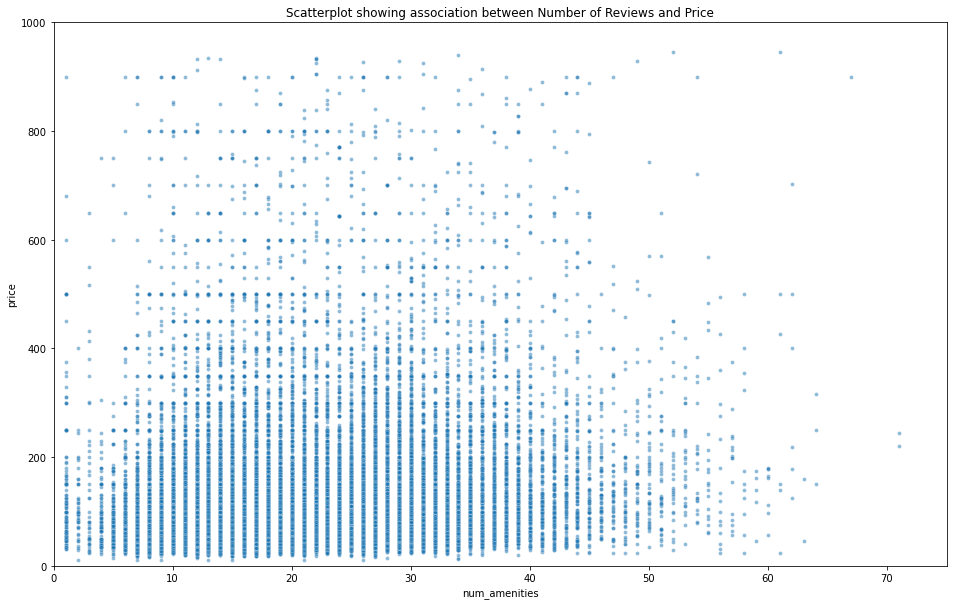 Scatterplot showing association between Number of Reviews and Price
1000
800
600
400
200
0
price
0 10 20 30 40 50 60 70
num_amenities